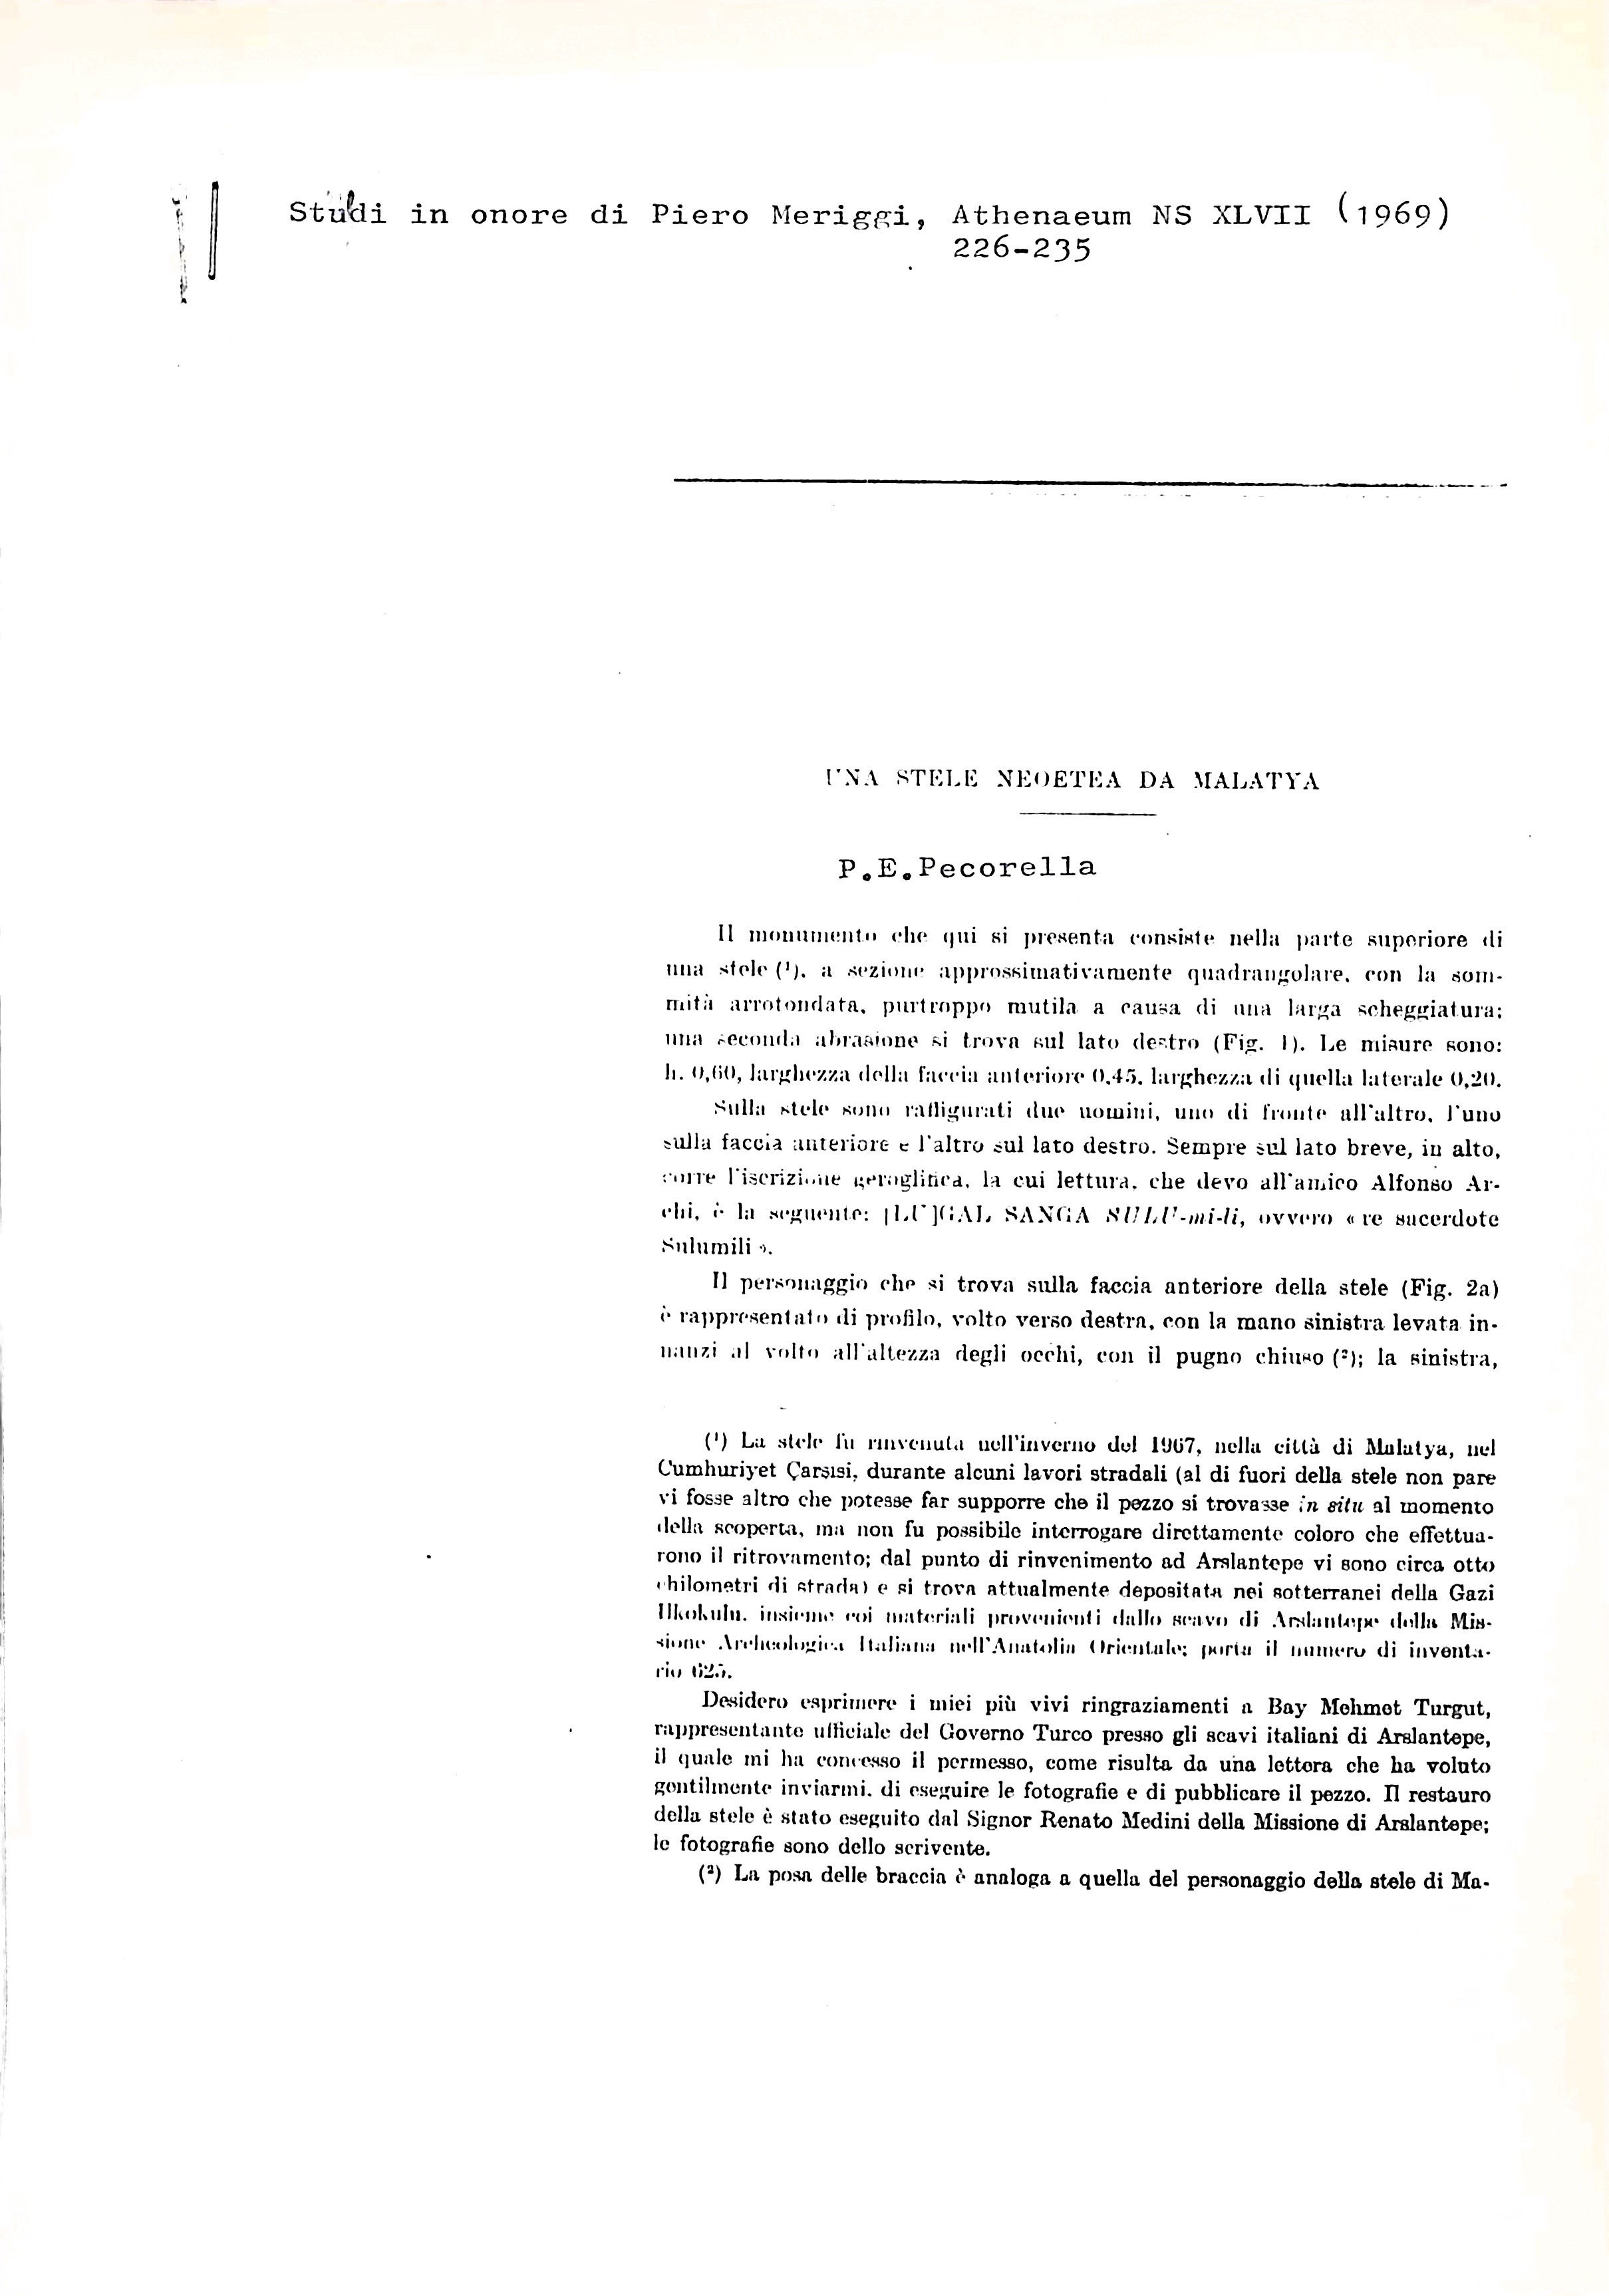 Studi in onore di Piero Meriggi, Athenaeum NS XLVII (1969)
226-235
UNA STELE NEOETEA DA MALATYA
P.E.Pecorella
Il monumento che qui si presenta consiste nella parte superiore di
una stele (¹), a sezione approssimativamente quadrangolare, con la som-
mità arrotondata, purtroppo mutila a causa di una larga scheggiatura;
una seconda abrasione si trova sul lato destro (Fig. 1). Le misure sono:
h. 0,60, larghezza della faccia anteriore 0,45, larghezza di quella laterale 0,20.
Sulla stele sono raffigurati due uomini, uno di fronte all'altro, l'uno
sulla faccia anteriore e l'altro sul lato destro. Sempre sul lato breve, in alto,
corre l'iscrizione geroglifica, la cui lettura, che devo all'amico Alfonso Ar-
chi, è la seguente: [LU]GAL SANGA SULU-mi-li, ovvero « re sacerdote
Sulumili ».
Il personaggio che si trova sulla faccia anteriore della stele (Fig. 2a)
è rappresentato di profilo, volto verso destra, con la mano sinistra levata in-
nanzi al volto all'altezza degli occhi, con il pugno chiuso (²); la sinistra,
(¹) La stele fu rinvenuta nell'inverno del 1967, nella città di Malatya, nel
Cumhuriyet Çarşısı, durante alcuni lavori stradali (al di fuori della stele non pare
vi fosse altro che potesse far supporre che il pezzo si trovasse in situ al momento
della scoperta, ma non fu possibile interrogare direttamente coloro che effettua-
rono il ritrovamento; dal punto di rinvenimento ad Arslantepe vi sono circa otto
chilometri di strada) e si trova attualmente depositata nei sotterranei della Gazi
Ilkokulu, insieme coi materiali provenienti dallo scavo di Arslantepe della Mis-
sione Archeologica Italiana nell'Anatolia Orientale; porta il numero di inventa-
rio 625.
Desidero esprimere i miei più vivi ringraziamenti a Bay Mehmet Turgut,
rappresentante ufficiale del Governo Turco presso gli scavi italiani di Arslantepe,
il quale mi ha concesso il permesso, come risulta da una lettera che ha voluto
gentilmente inviarmi, di eseguire le fotografie e di pubblicare il pezzo. Il restauro
della stele è stato eseguito dal Signor Renato Medini della Missione di Arslantepe;
le fotografie sono dello scrivente.
(²) La posa delle braccia è analoga a quella del personaggio della stele di Ma-